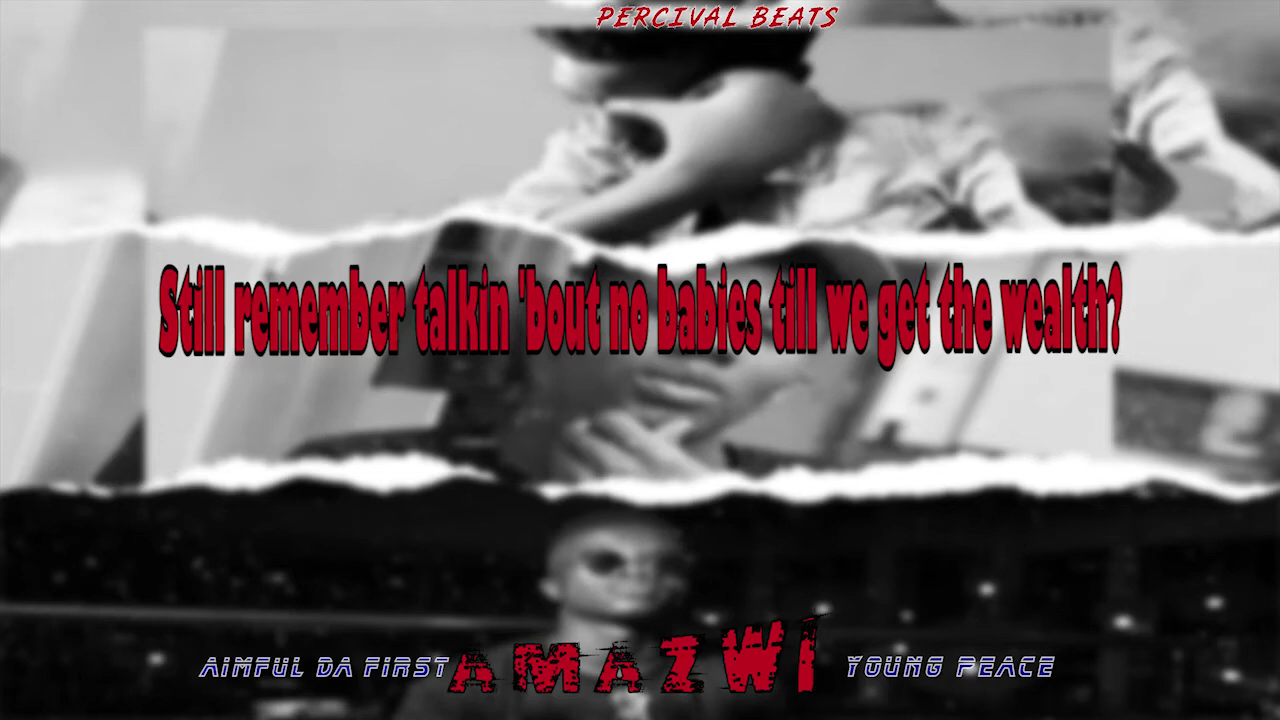 PERCIVAL BEATS
Still remember talkin 'bout no babies till we get the wealth?
AIMFUL DA FIRST AMAZWI YOUNG PEACE